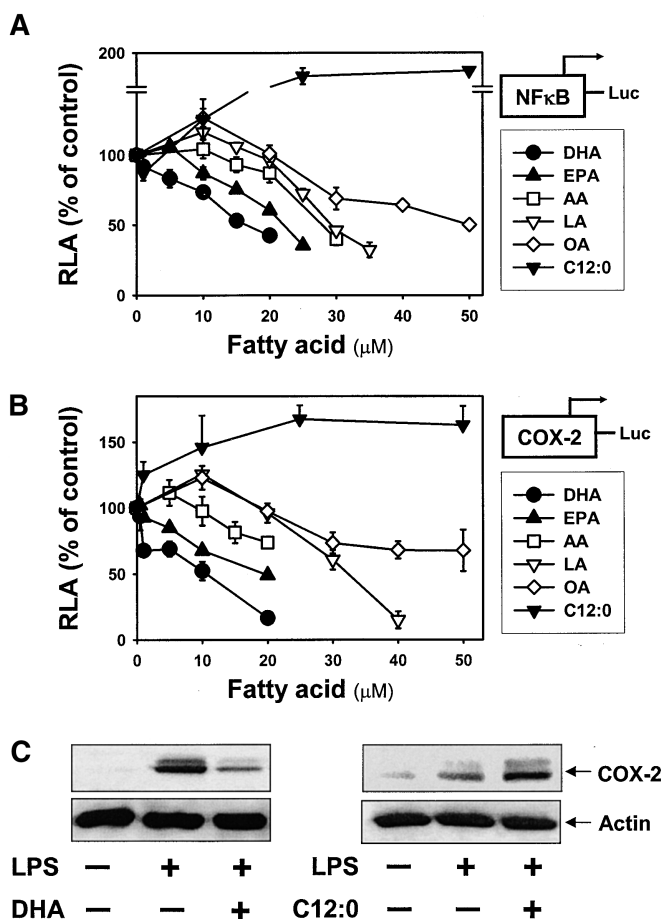 A
200
100
50
0
RLA (% of control)
0 10 20 30 40 50
Fatty acid (μM)
NFκB
Luc
DHA
EPA
AA
LA
OA
C12:0
B
150
100
50
0
RLA (% of control)
0 10 20 30 40 50
Fatty acid (μM)
COX-2
Luc
DHA
EPA
AA
LA
OA
C12:0
C
COX-2
Actin
LPS — + + LPS — + +
DHA — — + C12:0 — — +